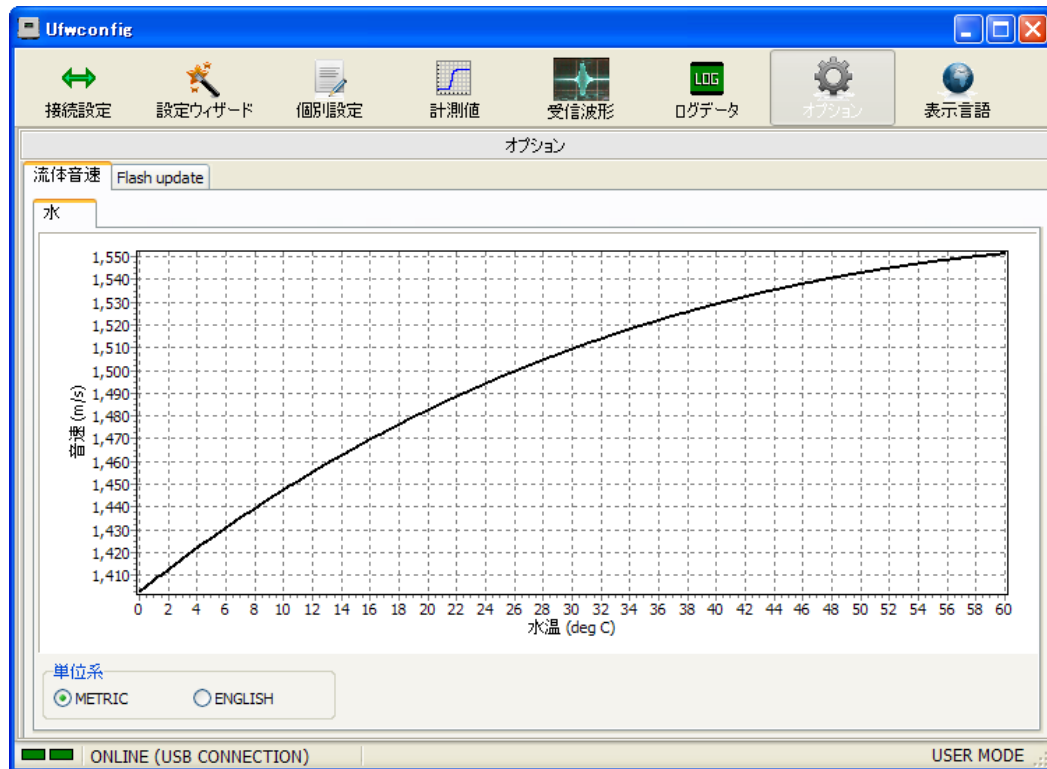 Ufwconfig
接続設定 設定ウィザード 個別設定 計測値 受信波形 LOG ログデータ オプション 表示言語
オプション
流体音速 Flash update
水
1,550
1,540
1,530
1,520
1,510
1,500
1,490
1,480
1,470
1,460
1,450
1,440
1,430
1,420
1,410
音速 (m/s)
0 2 4 6 8 10 12 14 16 18 20 22 24 26 28 30 32 34 36 38 40 42 44 46 48 50 52 54 56 58 60
水温 (deg C)
単位系
METRIC ENGLISH
ONLINE (USB CONNECTION) USER MODE